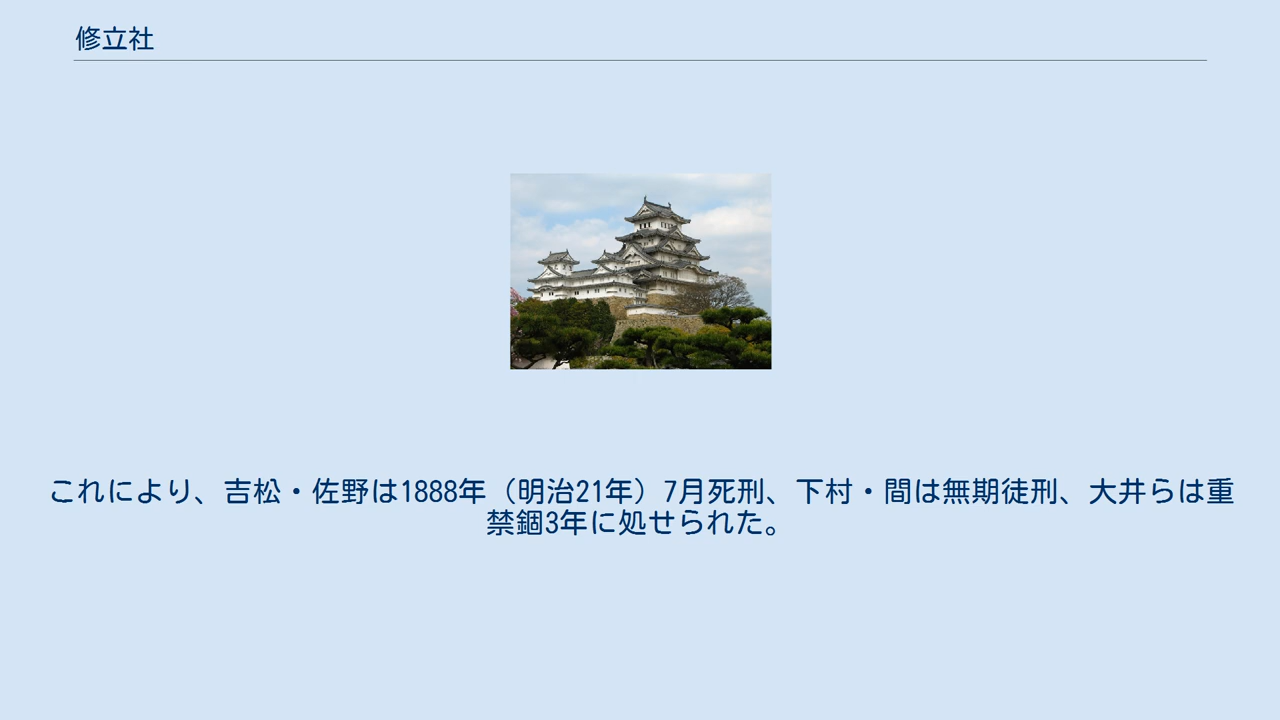 修立社
これにより、吉松・佐野は1888年（明治21年）7月死刑、下村・間は無期徒刑、大井らは重
禁錮3年に処せられた。